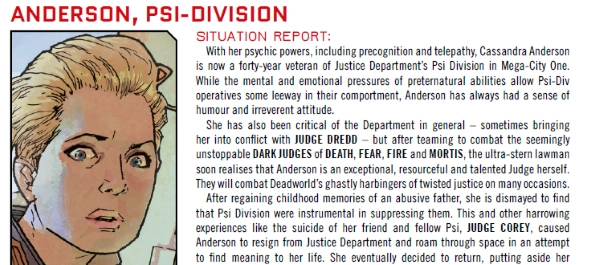 ANDERSON, PSI-DIVISION
SITUATION REPORT:
With her psychic powers, including precognition and telepathy, Cassandra Anderson
is now a forty-year veteran of Justice Department's Psi Division in Mega-City One.
While the mental and emotional pressures of preternatural abilities allow Psi-Div
operatives some leeway in their comportment, Anderson has always had a sense of
humour and irreverent attitude.
She has also been critical of the Department in general – sometimes bringing
her into conflict with JUDGE DREDD – but after teaming to combat the seemingly
unstoppable DARK JUDGES of DEATH, FEAR, FIRE and MORTIS, the ultra-stern lawman
soon realises that Anderson is an exceptional, resourceful and talented Judge herself.
They will combat Deadworld's ghastly harbingers of twisted justice on many occasions.
After regaining childhood memories of an abusive father, she is dismayed to find
that Psi Division were instrumental in suppressing them. This and other harrowing
experiences like the suicide of her friend and fellow Psi, JUDGE COREY, caused
Anderson to resign from Justice Department and roam through space in an attempt
to find meaning to her life. She eventually decided to return, putting aside her